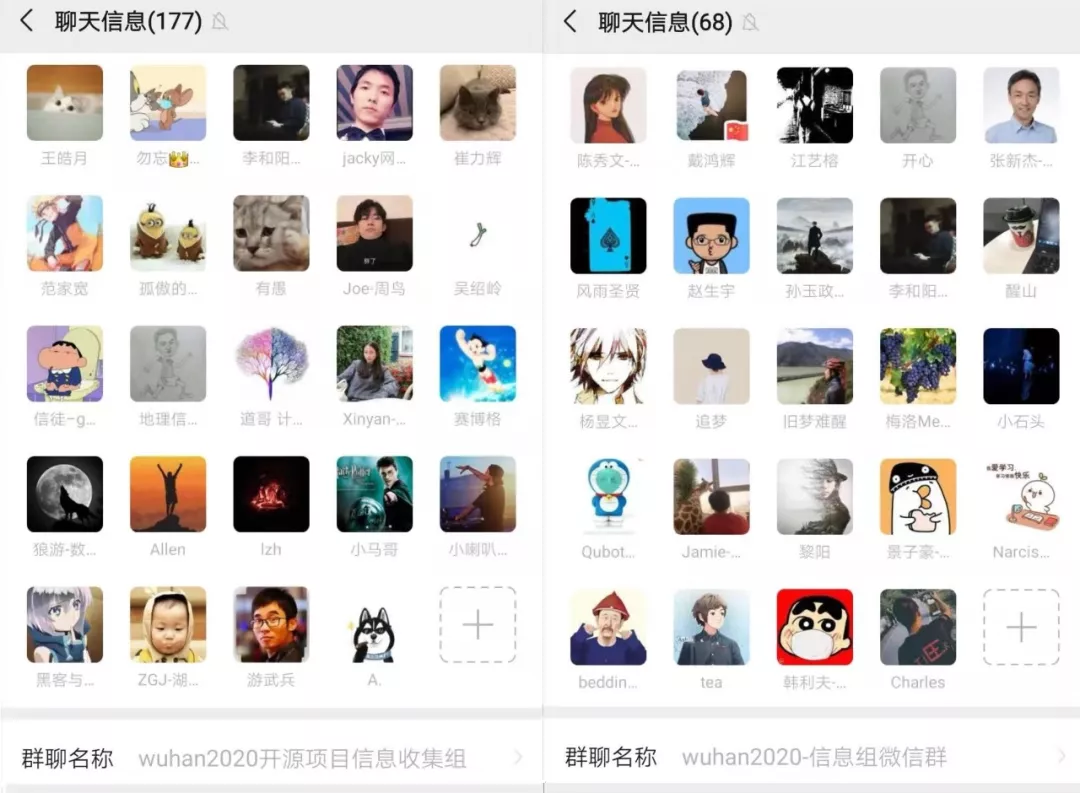 聊天信息(177)
王皓月 勿忘👑... 李和阳... jacky网... 崔力辉
范家宽 孤傲的... 有愚 Joe-周鸟 吴绍岭
信徒–g... 地理信... 道哥 计... Xinyan-... 赛博格
狼游-数... Allen lzh 小马哥 小喇叭...
黑客与... ZGJ-湖... 游武兵 A.
群聊名称 wuhan2020开源项目信息收集组
聊天信息(68)
陈秀文-... 戴鸿辉 江艺榕 开心 张新杰-...
风雨圣贤 赵生宇 孙玉政... 李和阳... 醒山
杨昱文... 追梦 旧梦难醒 梅洛Me... 小石头
爱学习
快乐
Qubot... Jamie-... 黎阳 景子豪-... Narcis...
beddin... tea 韩利夫-... Charles
群聊名称 wuhan2020-信息组微信群